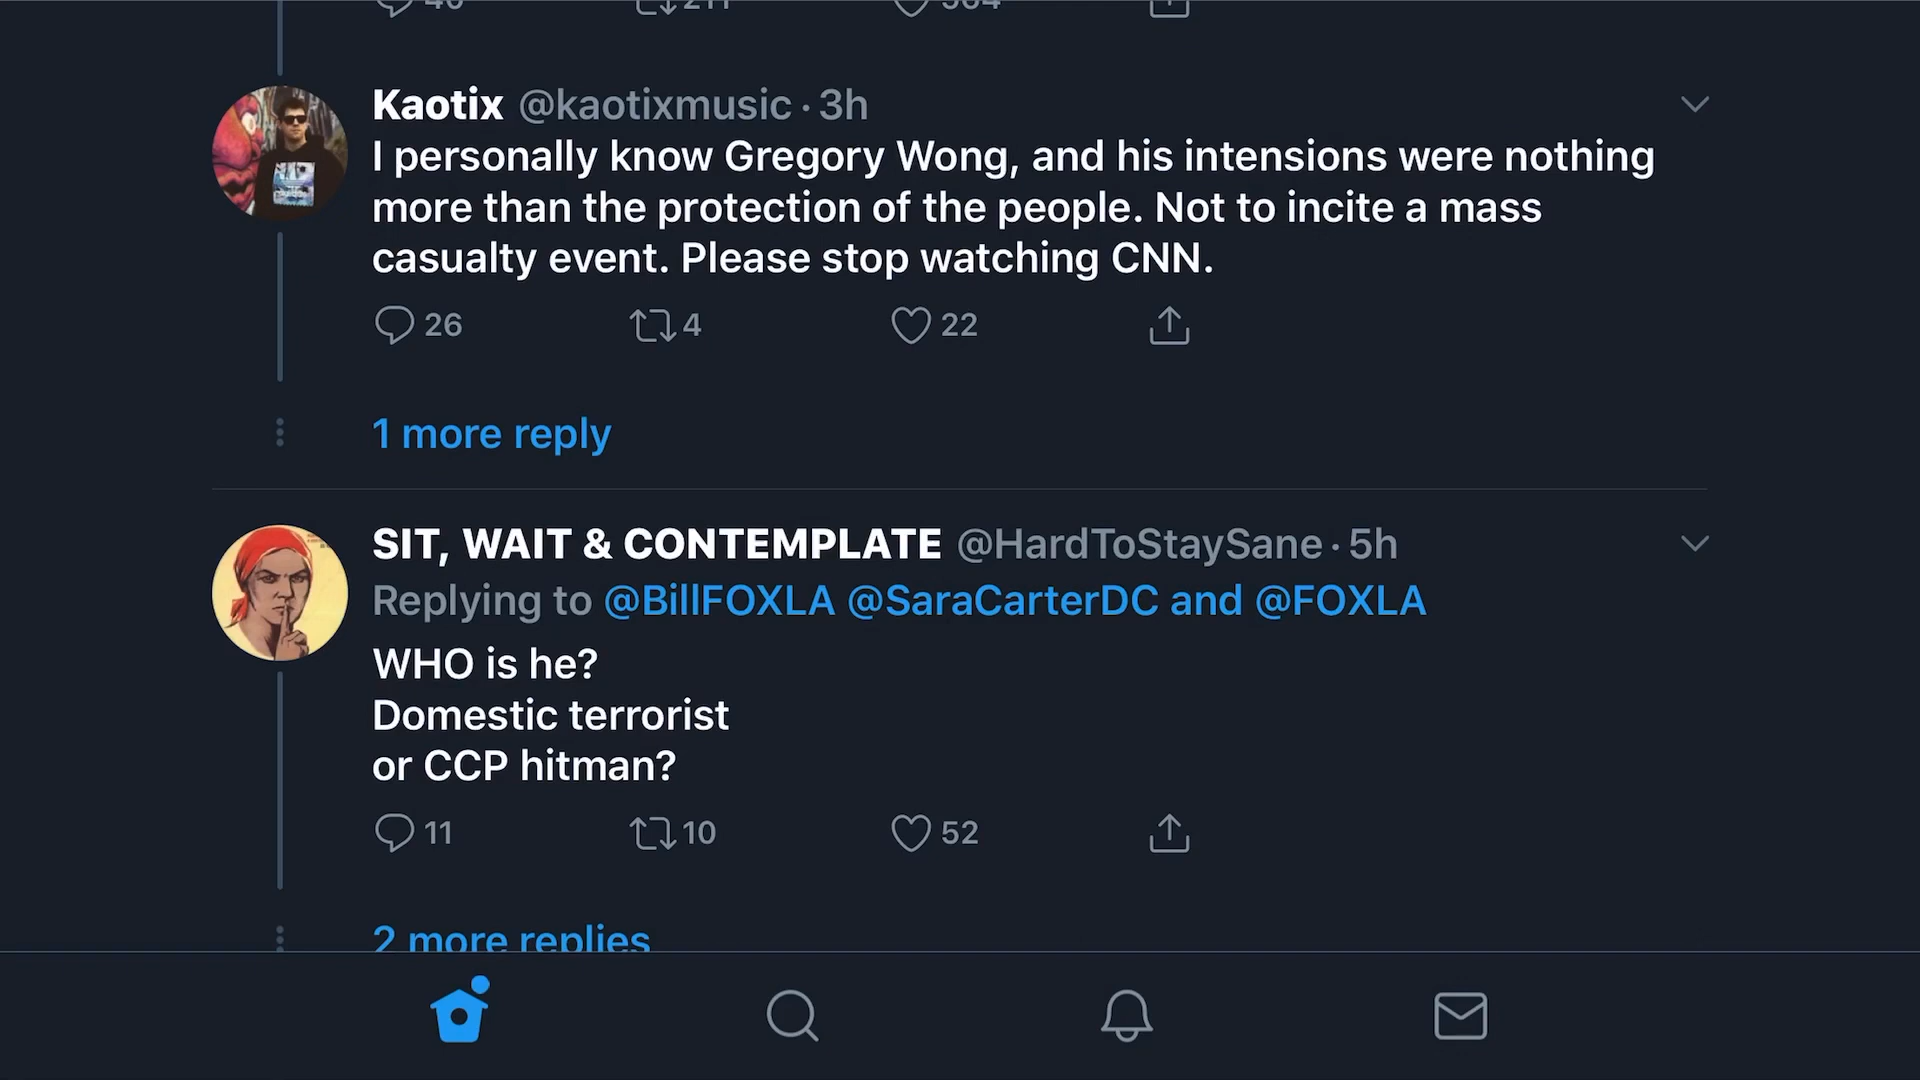 Kaotix @kaotixmusic · 3h
I personally know Gregory Wong, and his intensions were nothing
more than the protection of the people. Not to incite a mass
casualty event. Please stop watching CNN.
26 4 22
1 more reply
SIT, WAIT & CONTEMPLATE @HardToStaySane · 5h
Replying to @BillFOXLA @SaraCarterDC and @FOXLA
WHO is he?
Domestic terrorist
or CCP hitman?
11 10 52
2 more replies